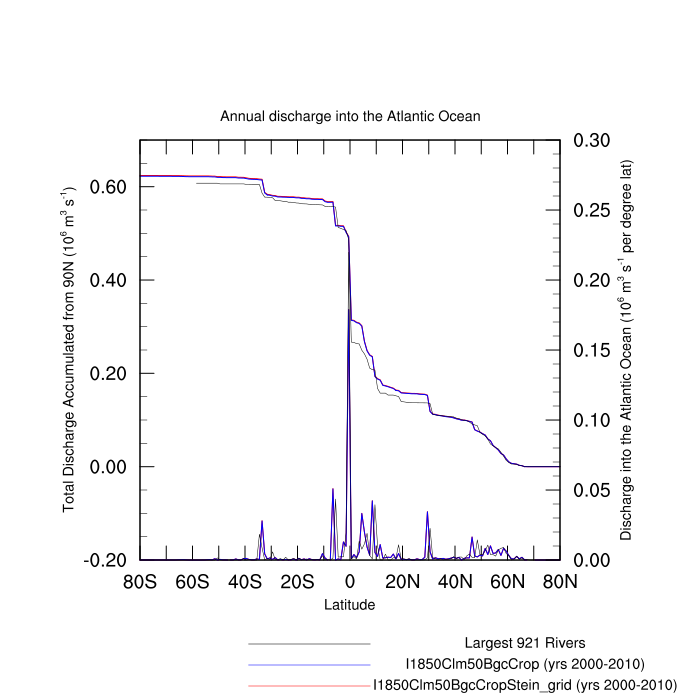 Annual discharge into the Atlantic Ocean
Total Discharge Accumulated from 90N (10⁶ m³ s⁻¹)
0.60
0.40
0.20
0.00
-0.20
0.30
0.25
0.20
0.15
0.10
0.05
0.00
Discharge into the Atlantic Ocean (10⁶ m³ s⁻¹ per degree lat)
80S 60S 40S 20S 0 20N 40N 60N 80N
Latitude
Largest 921 Rivers
I1850Clm50BgcCrop (yrs 2000-2010)
I1850Clm50BgcCropStein_grid (yrs 2000-2010)